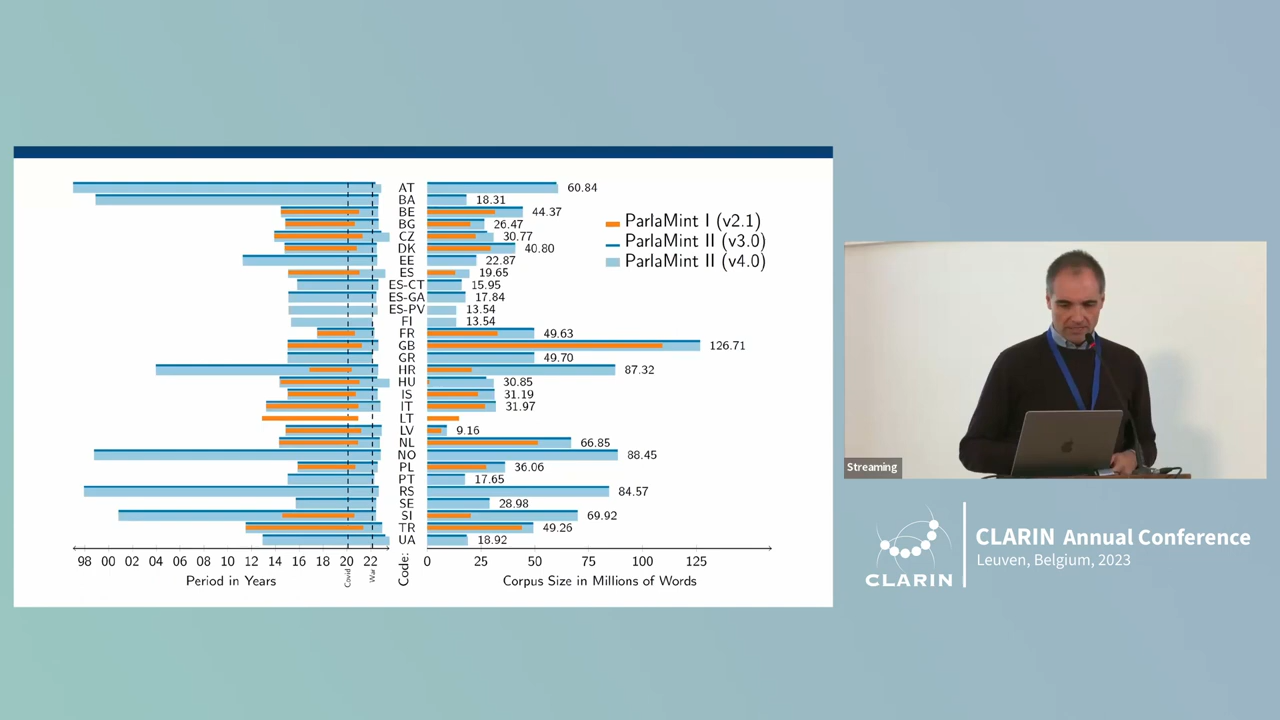 AT 60.84
BA 18.31
BE 44.37
BG 26.47
CZ 30.77
DK 40.80
EE 22.87
ES 19.65
ES-CT 15.95
ES-GA 17.84
ES-PV 13.54
FI 13.54
FR 49.63
GB 126.71
GR 49.70
HR 87.32
HU 30.85
IS 31.19
IT 31.97
LT
LV 9.16
NL 66.85
NO 88.45
PL 36.06
PT 17.65
RS 84.57
SE 28.98
SI 69.92
TR 49.26
UA 18.92
ParlaMint I (v2.1)
ParlaMint II (v3.0)
ParlaMint II (v4.0)
98 00 02 04 06 08 10 12 14 16 18 20 22
Covid
War
Period in Years
Code:
0 25 50 75 100 125
Corpus Size in Millions of Words
Streaming
CLARIN
CLARIN Annual Conference
Leuven, Belgium, 2023